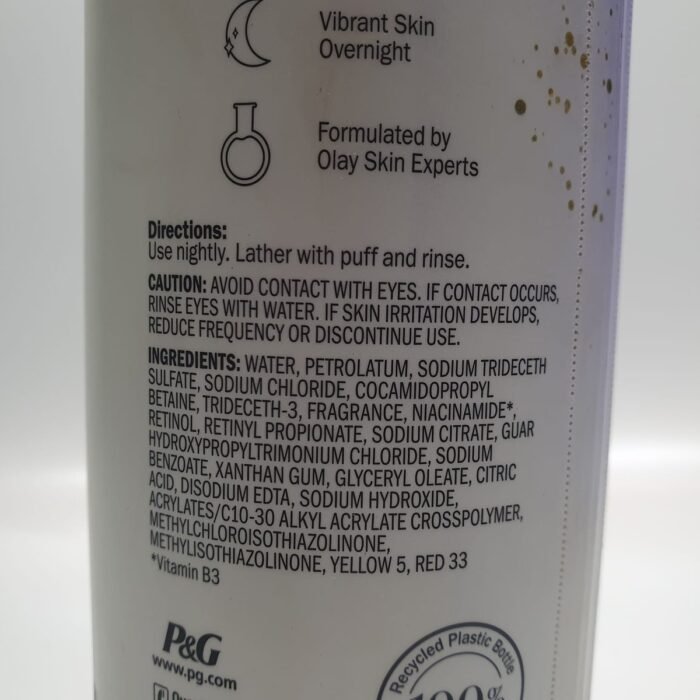 Vibrant Skin
Overnight
Formulated by
Olay Skin Experts
Directions:
Use nightly. Lather with puff and rinse.
CAUTION: AVOID CONTACT WITH EYES. IF CONTACT OCCURS,
RINSE EYES WITH WATER. IF SKIN IRRITATION DEVELOPS,
REDUCE FREQUENCY OR DISCONTINUE USE.
INGREDIENTS: WATER, PETROLATUM, SODIUM TRIDECETH
SULFATE, SODIUM CHLORIDE, COCAMIDOPROPYL
BETAINE, TRIDECETH-3, FRAGRANCE, NIACINAMIDE*,
RETINOL, RETINYL PROPIONATE, SODIUM CITRATE, GUAR
HYDROXYPROPYLTRIMONIUM CHLORIDE, SODIUM
BENZOATE, XANTHAN GUM, GLYCERYL OLEATE, CITRIC
ACID, DISODIUM EDTA, SODIUM HYDROXIDE,
ACRYLATES/C10-30 ALKYL ACRYLATE CROSSPOLYMER,
METHYLCHLOROISOTHIAZOLINONE,
METHYLISOTHIAZOLINONE, YELLOW 5, RED 33
*Vitamin B3
P&G
www.pg.com
Recycled Plastic Bottle
100%